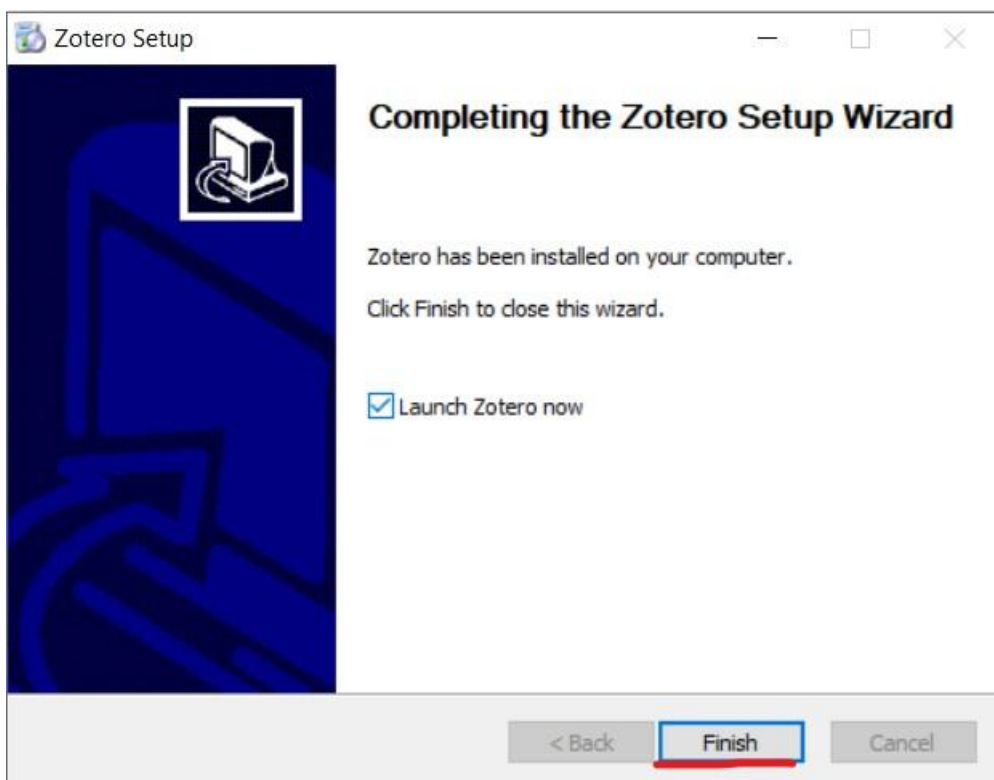 Zotero Setup
Completing the Zotero Setup Wizard
Zotero has been installed on your computer.
Click Finish to close this wizard.
Launch Zotero now
< Back
Finish
Cancel